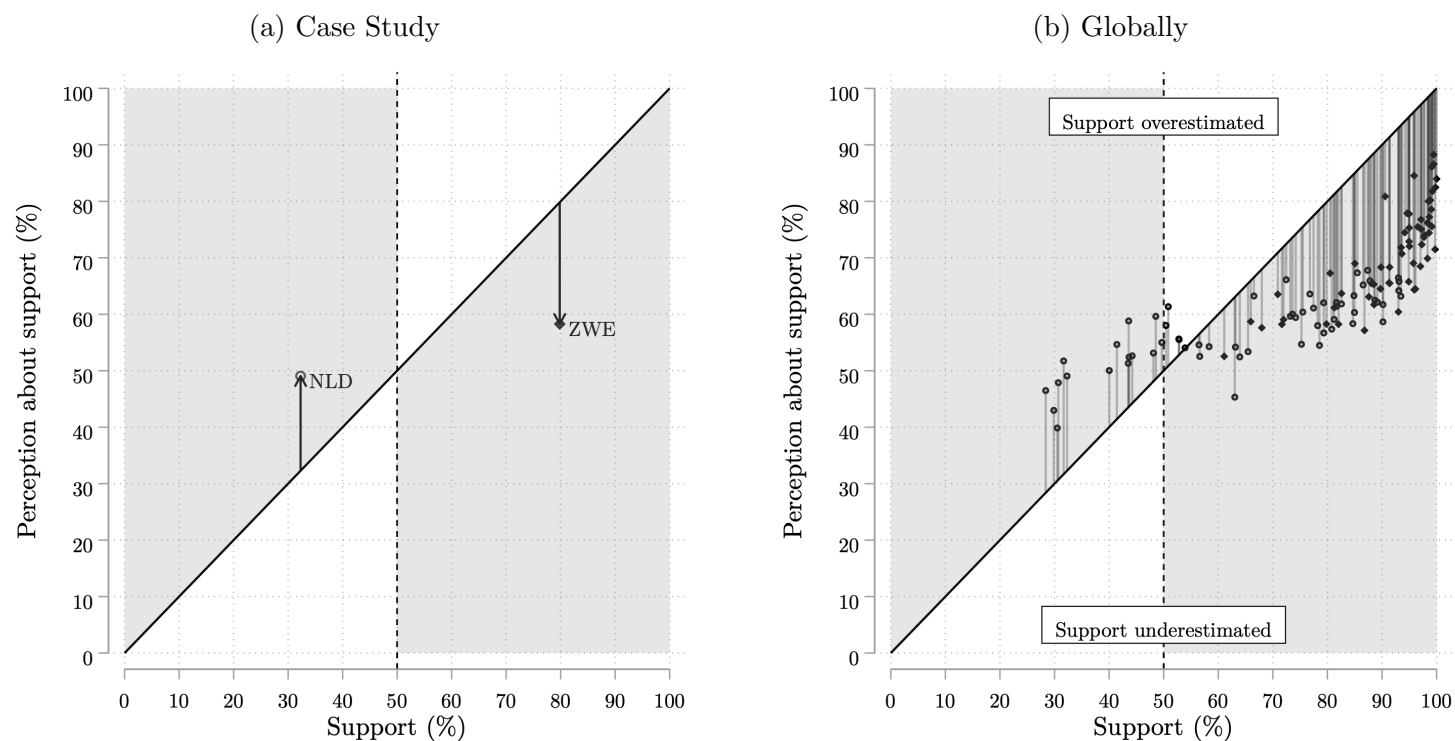 (a) Case Study
Perception about support (%)
100
90
80
70
60
50
40
30
20
10
0
NLD
ZWE
0 10 20 30 40 50 60 70 80 90 100
Support (%)
(b) Globally
Perception about support (%)
100
90
80
70
60
50
40
30
20
10
0
Support overestimated
Support underestimated
0 10 20 30 40 50 60 70 80 90 100
Support (%)